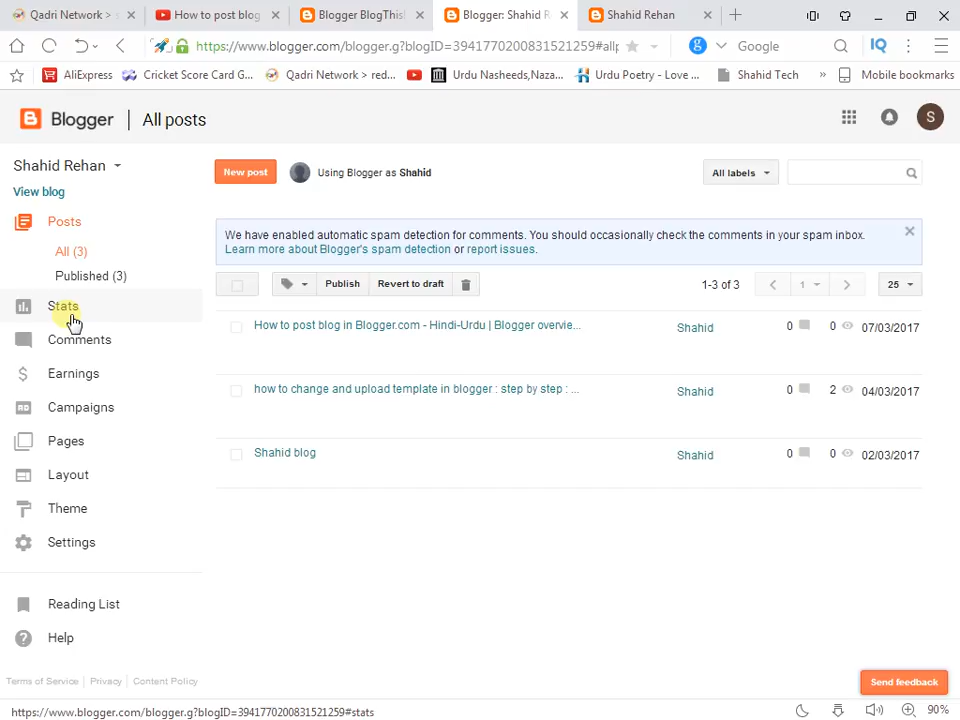 Qadri Network > s
How to post blog
Blogger BlogThis!
Blogger: Shahid R
Shahid Rehan
https://www.blogger.com/blogger.g?blogID=3941770200831521259#allp
g
Google
IQ
AliExpress
Cricket Score Card G...
Qadri Network > red...
Urdu Nasheeds,Naza...
Urdu Poetry - Love ...
Shahid Tech
»
Mobile bookmarks
Blogger | All posts
S
Shahid Rehan
View blog
New post
Using Blogger as Shahid
All labels
Posts
All (3)
Published (3)
Stats
Comments
Earnings
Campaigns
Pages
Layout
Theme
Settings
Reading List
Help
We have enabled automatic spam detection for comments. You should occasionally check the comments in your spam inbox.
Learn more about Blogger's spam detection or report issues.
Publish
Revert to draft
1-3 of 3
1
25
How to post blog in Blogger.com - Hindi-Urdu | Blogger overvie...
Shahid
0
0
07/03/2017
how to change and upload template in blogger : step by step : ...
Shahid
0
2
04/03/2017
Shahid blog
Shahid
0
0
02/03/2017
Terms of Service | Privacy | Content Policy
Send feedback
https://www.blogger.com/blogger.g?blogID=3941770200831521259#stats
90%